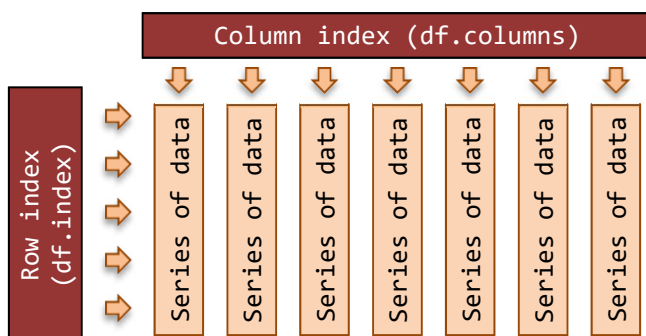 Column index (df.columns)
Row index
(df.index)
Series of data
Series of data
Series of data
Series of data
Series of data
Series of data
Series of data